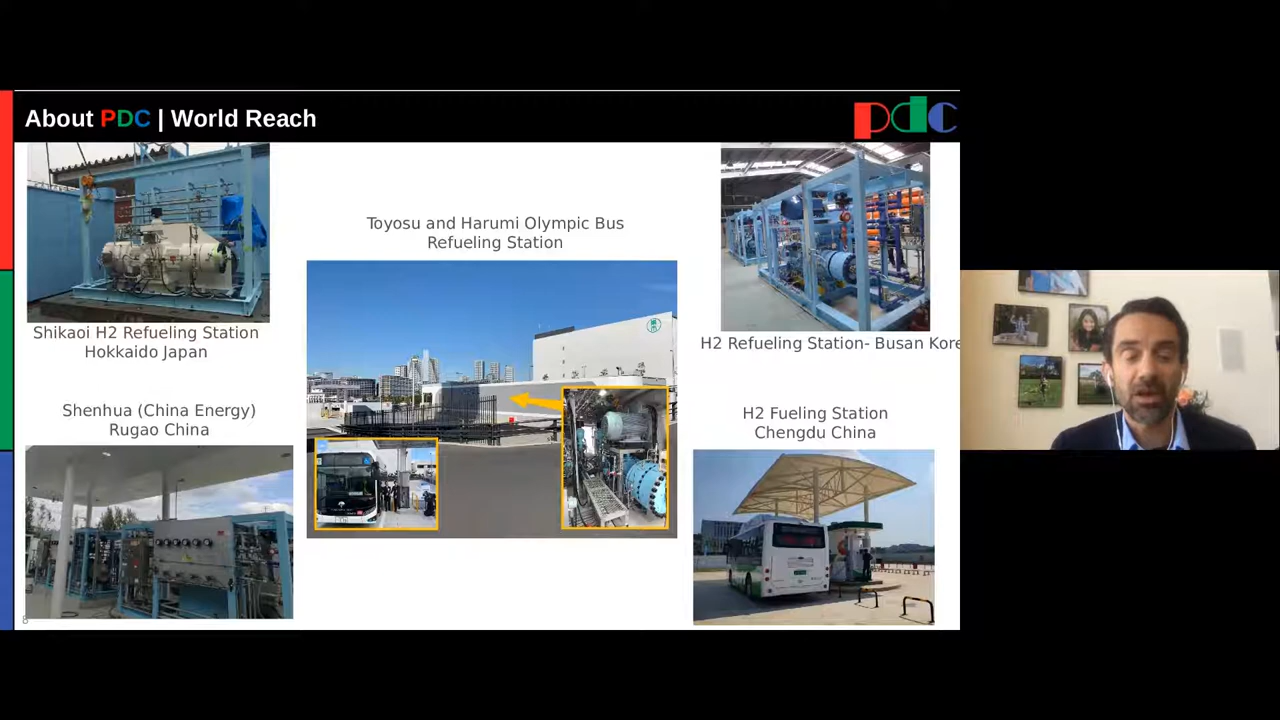 About PDC | World Reach
pdc
Shikaoi H2 Refueling Station
Hokkaido Japan
Toyosu and Harumi Olympic Bus
Refueling Station
H2 Refueling Station- Busan Kore
Shenhua (China Energy)
Rugao China
H2 Fueling Station
Chengdu China
8